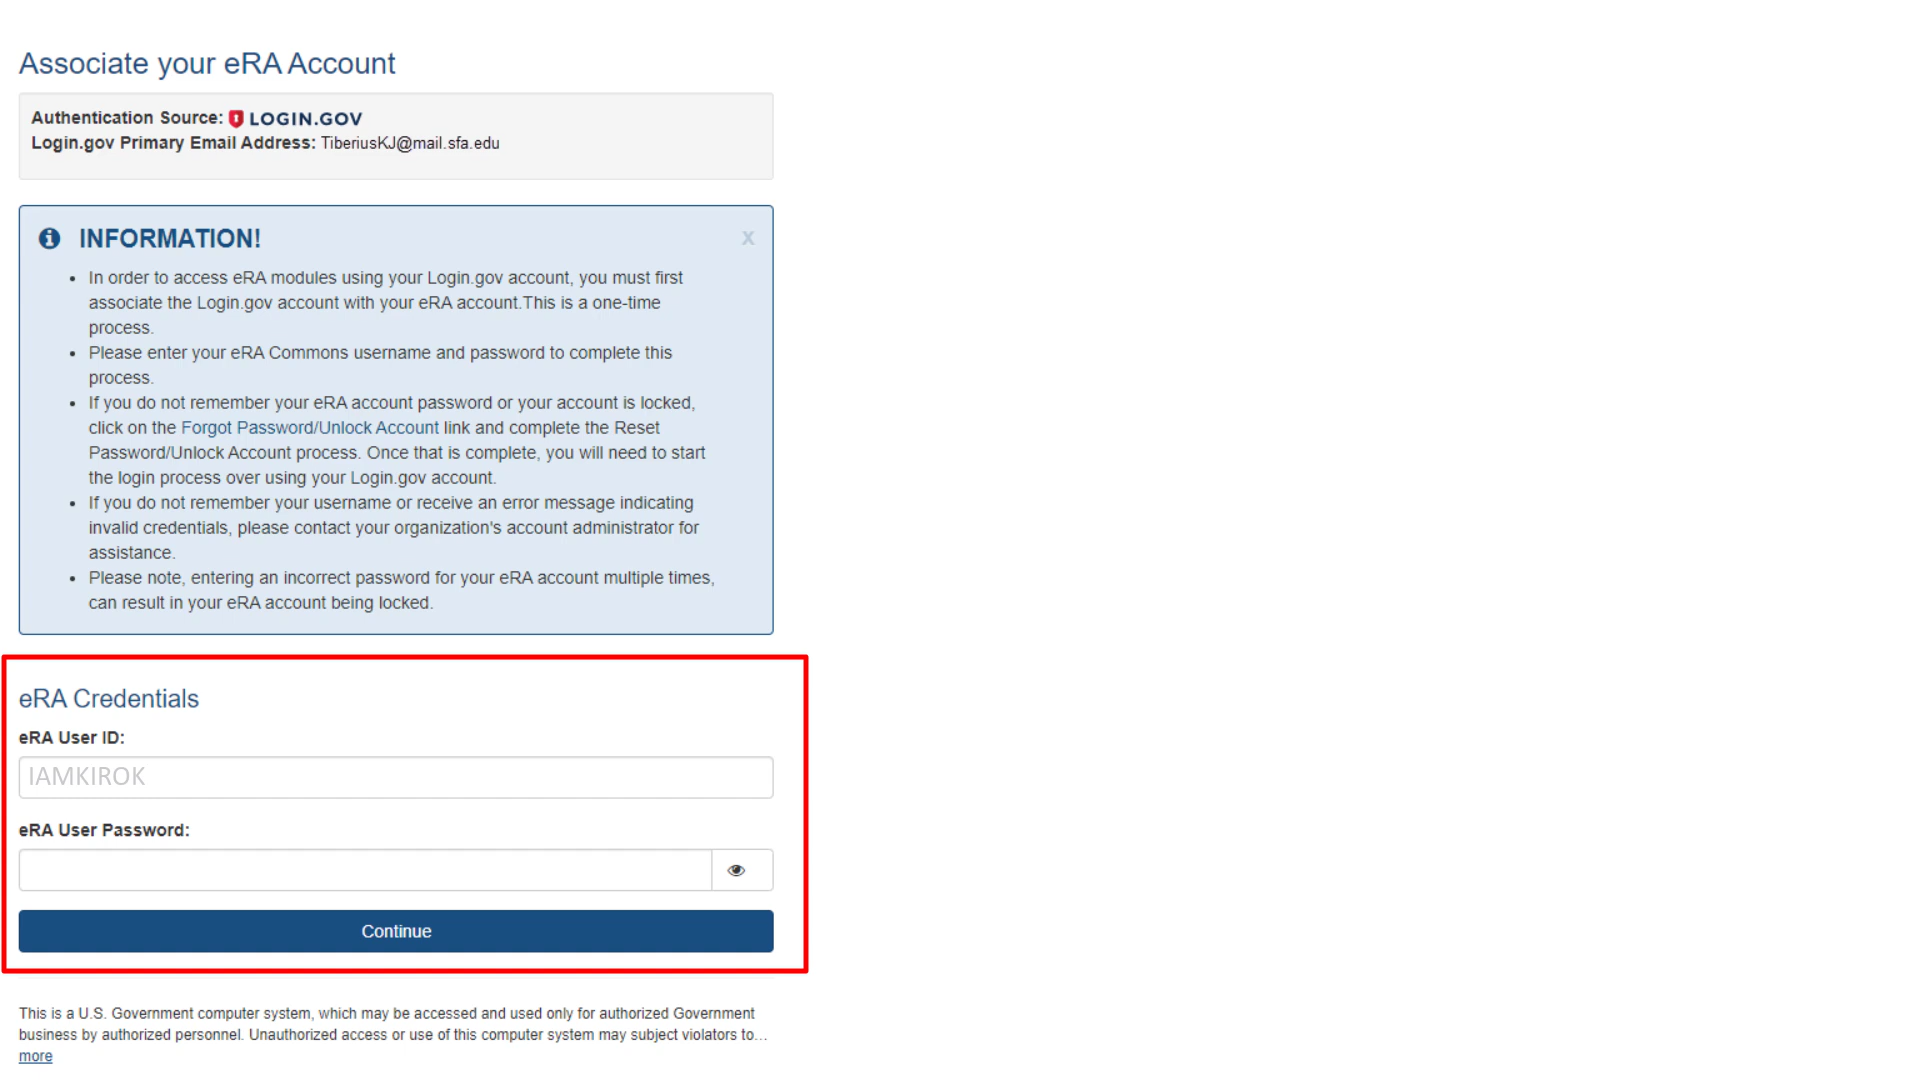 Associate your eRA Account
Authentication Source: LOGIN.GOV
Login.gov Primary Email Address: TiberiusKJ@mail.sfa.edu
INFORMATION!
x
• In order to access eRA modules using your Login.gov account, you must first
associate the Login.gov account with your eRA account.This is a one-time
process.
• Please enter your eRA Commons username and password to complete this
process.
• If you do not remember your eRA account password or your account is locked,
click on the Forgot Password/Unlock Account link and complete the Reset
Password/Unlock Account process. Once that is complete, you will need to start
the login process over using your Login.gov account.
• If you do not remember your username or receive an error message indicating
invalid credentials, please contact your organization's account administrator for
assistance.
• Please note, entering an incorrect password for your eRA account multiple times,
can result in your eRA account being locked.
eRA Credentials
eRA User ID:
IAMKIROK
eRA User Password:
Continue
This is a U.S. Government computer system, which may be accessed and used only for authorized Government
business by authorized personnel. Unauthorized access or use of this computer system may subject violators to...
more